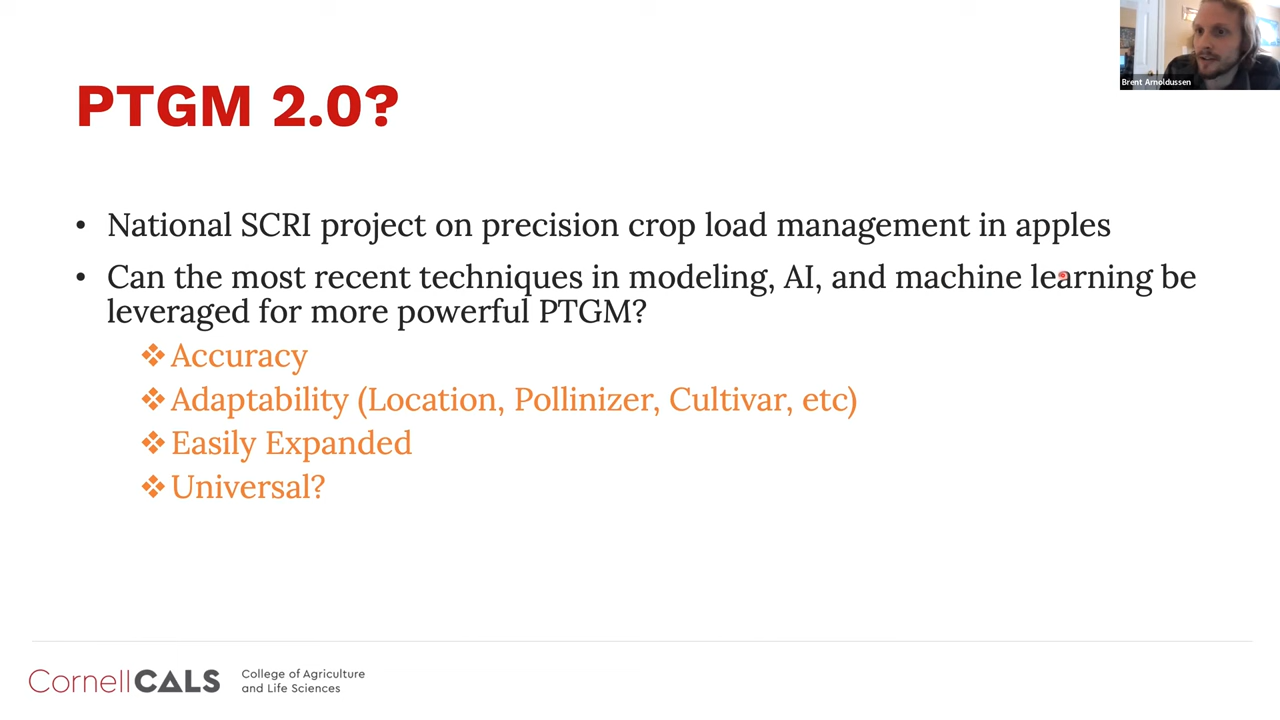 Brent Arnoldussen
PTGM 2.0?
• National SCRI project on precision crop load management in apples
• Can the most recent techniques in modeling, AI, and machine learning be
leveraged for more powerful PTGM?
❖ Accuracy
❖ Adaptability (Location, Pollinizer, Cultivar, etc)
❖ Easily Expanded
❖ Universal?
CornellCALS
College of Agriculture
and Life Sciences